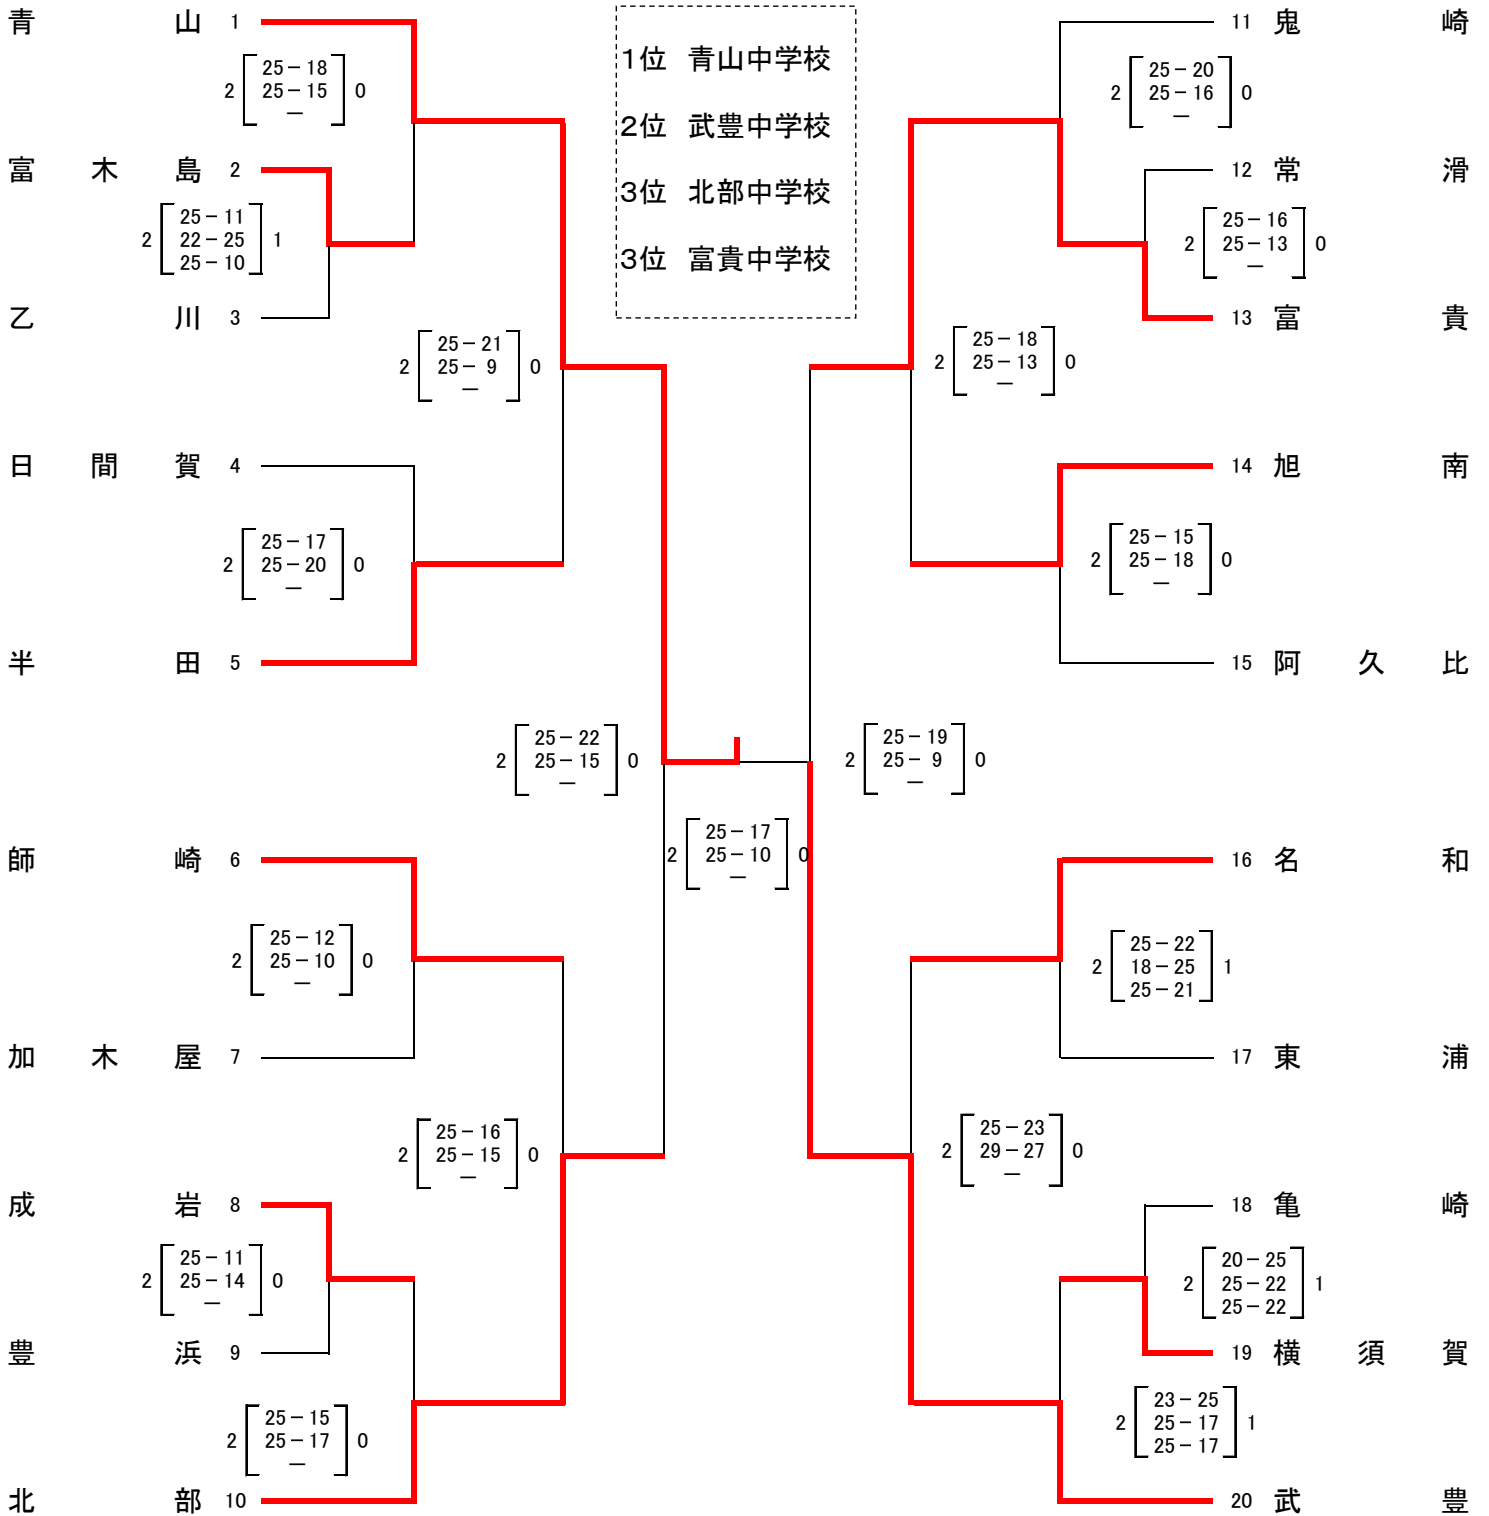 1位 青山中学校
2位 武豊中学校
3位 北部中学校
3位 富貴中学校
青山 1
2 25－18 0
25－15
－
富木島 2
2 25－11 1
22－25
25－10
乙川 3
2 25－21 0
25－ 9
－
日間賀 4
2 25－17 0
25－20
－
半田 5
2 25－22 0
25－15
－
師崎 6
2 25－12 0
25－10
－
加木屋 7
2 25－16 0
25－15
－
成岩 8
2 25－11 0
25－14
－
豊浜 9
2 25－15 0
25－17
－
北部 10
2 25－17 0
25－10
－
11 鬼崎
2 25－20 0
25－16
－
12 常滑
2 25－16 0
25－13
－
13 富貴
2 25－18 0
25－13
－
14 旭南
2 25－15 0
25－18
－
15 阿久比
2 25－19 0
25－ 9
－
16 名和
2 25－22 1
18－25
25－21
17 東浦
2 25－23 0
29－27
－
18 亀崎
2 20－25 1
25－22
25－22
19 横須賀
2 23－25 1
25－17
25－17
20 武豊